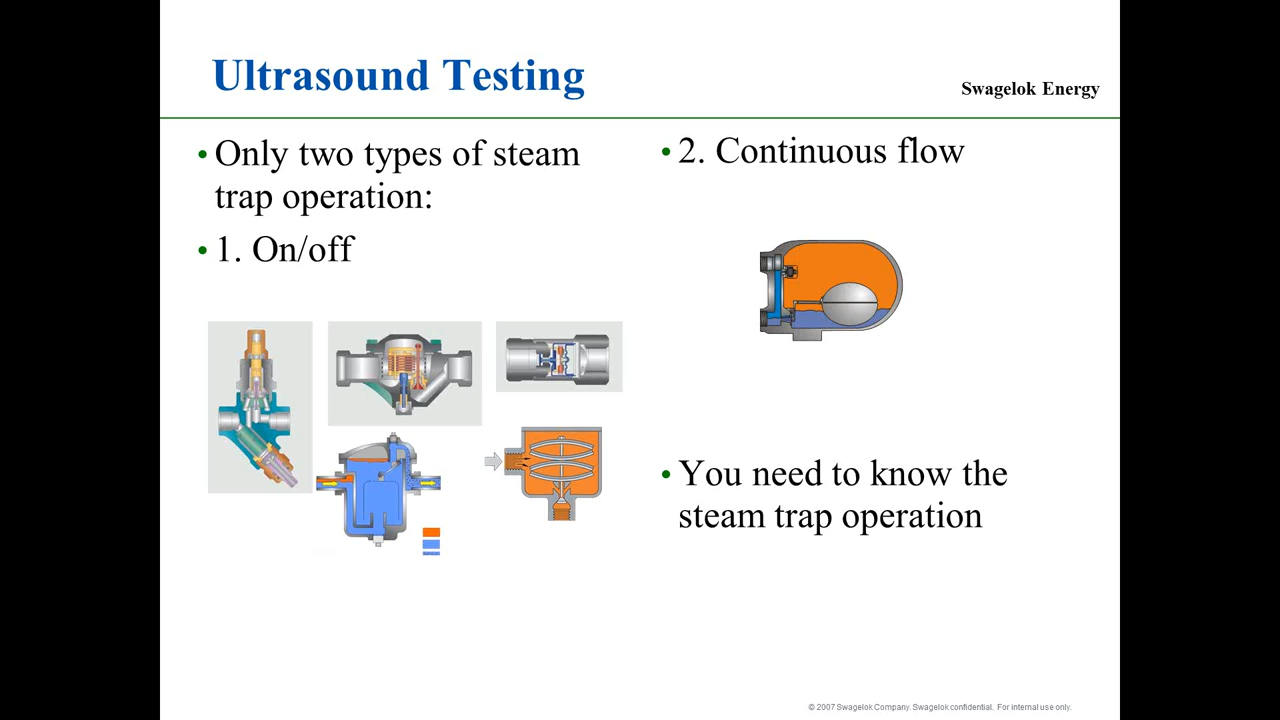 Ultrasound Testing
Swagelok Energy
• Only two types of steam
trap operation:
• 1. On/off
• 2. Continuous flow
• You need to know the
steam trap operation
© 2007 Swagelok Company. Swagelok confidential. For internal use only.